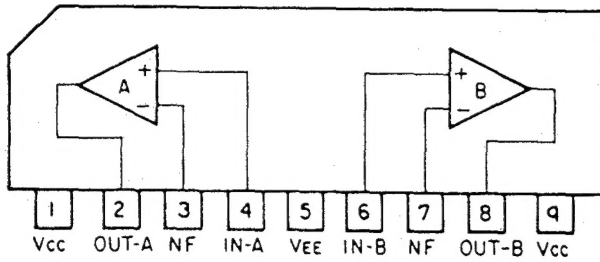 + +
A B
− −
1 2 3 4 5 6 7 8 9
Vcc OUT-A NF IN-A VEE IN-B NF OUT-B Vcc